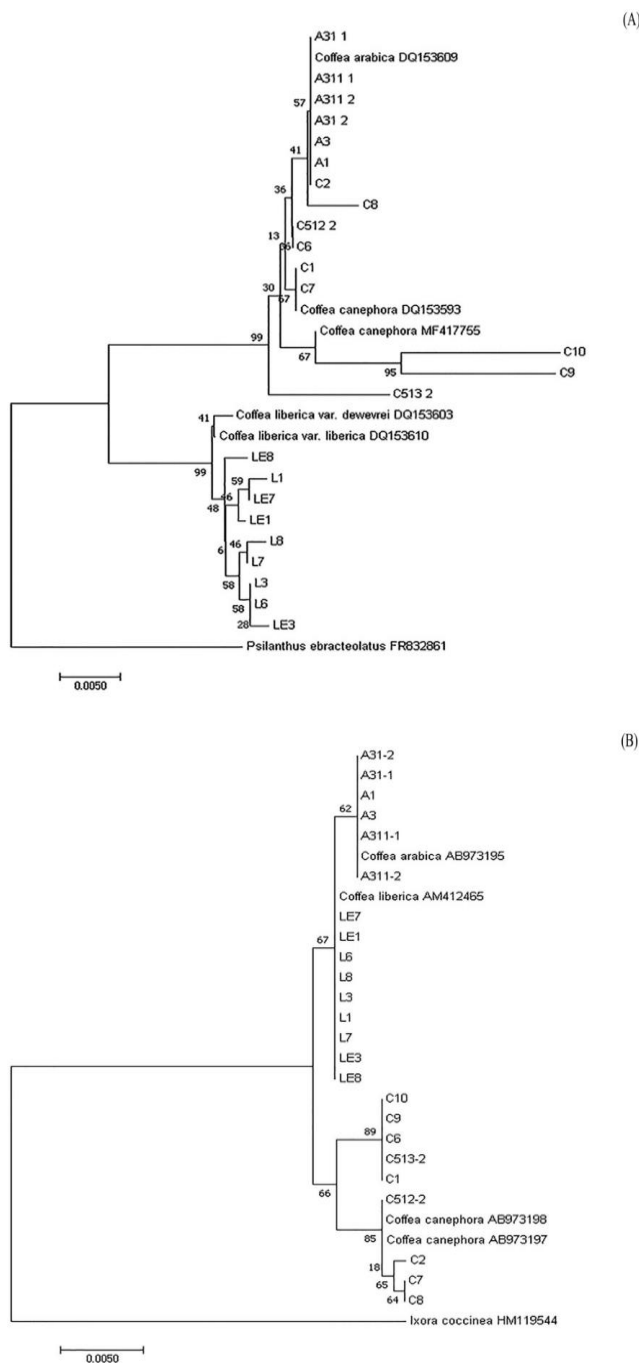 (A)
A31 1
Coffea arabica DQ153609
A311 1
57
A311 2
A31 2
A3
41
A1
C2
36
C8
C512 2
13
C6
C1
30
C7
67
Coffea canephora DQ153593
Coffea canephora MF417755
99
C10
67
95
C9
C513 2
41
Coffea liberica var. dewevrei DQ153603
Coffea liberica var. liberica DQ153610
LE8
99
59
L1
LE7
48
LE1
46
L8
6
L7
58
L3
58
L6
28
LE3
Psilanthus ebracteolatus FR832861
0.0050
(B)
A31-2
A31-1
A1
62
A3
A311-1
Coffea arabica AB973195
A311-2
Coffea liberica AM412465
LE7
67
LE1
L6
L8
L3
L1
L7
LE3
LE8
C10
C9
89
C6
C513-2
C1
66
C512-2
Coffea canephora AB973198
85
Coffea canephora AB973197
C2
18
65
C7
64
C8
Ixora coccinea HM119544
0.0050